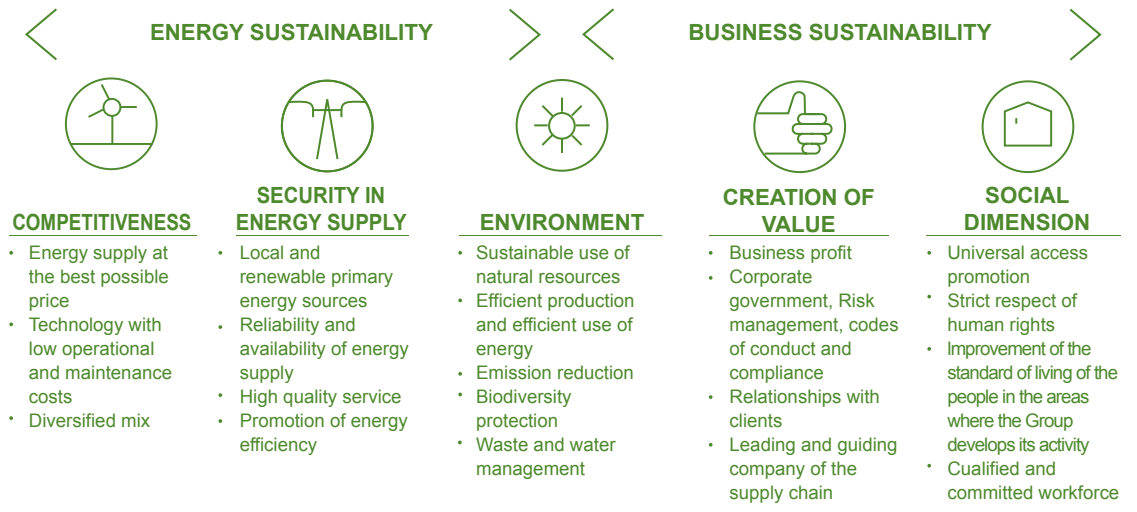 ENERGY SUSTAINABILITY
BUSINESS SUSTAINABILITY
COMPETITIVENESS
• Energy supply at
the best possible
price
• Technology with
low operational
and maintenance
costs
• Diversified mix
SECURITY IN
ENERGY SUPPLY
• Local and
renewable primary
energy sources
• Reliability and
availability of energy
supply
• High quality service
• Promotion of energy
efficiency
ENVIRONMENT
• Sustainable use of
natural resources
• Efficient production
and efficient use of
energy
• Emission reduction
• Biodiversity
protection
• Waste and water
management
CREATION OF
VALUE
• Business profit
• Corporate
government, Risk
management, codes
of conduct and
compliance
• Relationships with
clients
• Leading and guiding
company of the
supply chain
SOCIAL
DIMENSION
• Universal access
promotion
• Strict respect of
human rights
• Improvement of the
standard of living of the
people in the areas
where the Group
develops its activity
• Cualified and
committed workforce